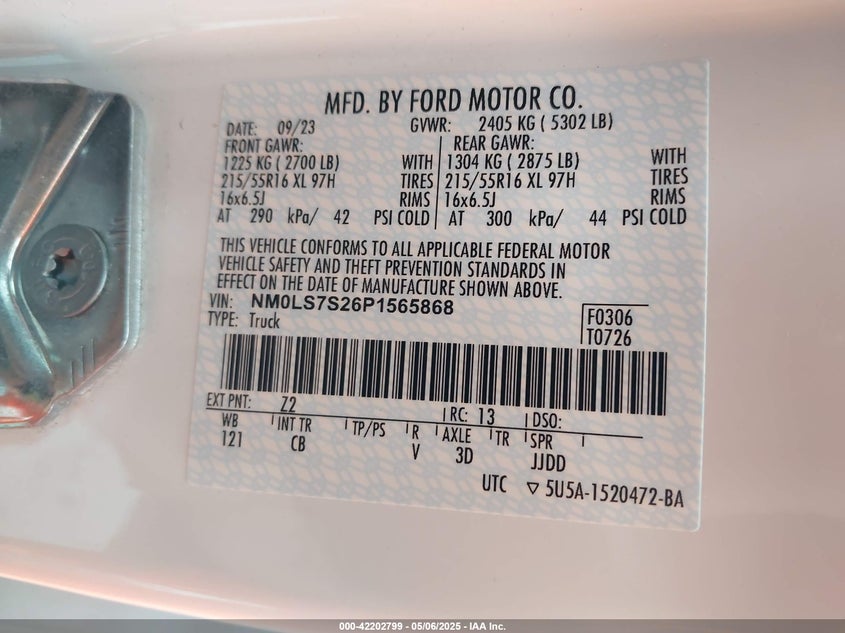 MFD. BY FORD MOTOR CO.
DATE: 09/23 GVWR: 2405 KG ( 5302 LB)
FRONT GAWR: REAR GAWR:
1225 KG ( 2700 LB) WITH 1304 KG ( 2875 LB) WITH
215/55R16 XL 97H TIRES 215/55R16 XL 97H TIRES
16x6.5J RIMS 16x6.5J RIMS
AT 290 kPa/ 42 PSI COLD AT 300 kPa/ 44 PSI COLD
THIS VEHICLE CONFORMS TO ALL APPLICABLE FEDERAL MOTOR
VEHICLE SAFETY AND THEFT PREVENTION STANDARDS IN
EFFECT ON THE DATE OF MANUFACTURE SHOWN ABOVE.
VIN: NM0LS7S26P1565868 F0306
TYPE: Truck T0726
EXT PNT: Z2 RC: 13 DSO:
WB INT TR TP/PS R AXLE TR SPR
121 CB V 3D JJDD
UTC ▽ 5U5A-1520472-BA
000-42202799 - 05/06/2025 - IAA Inc.